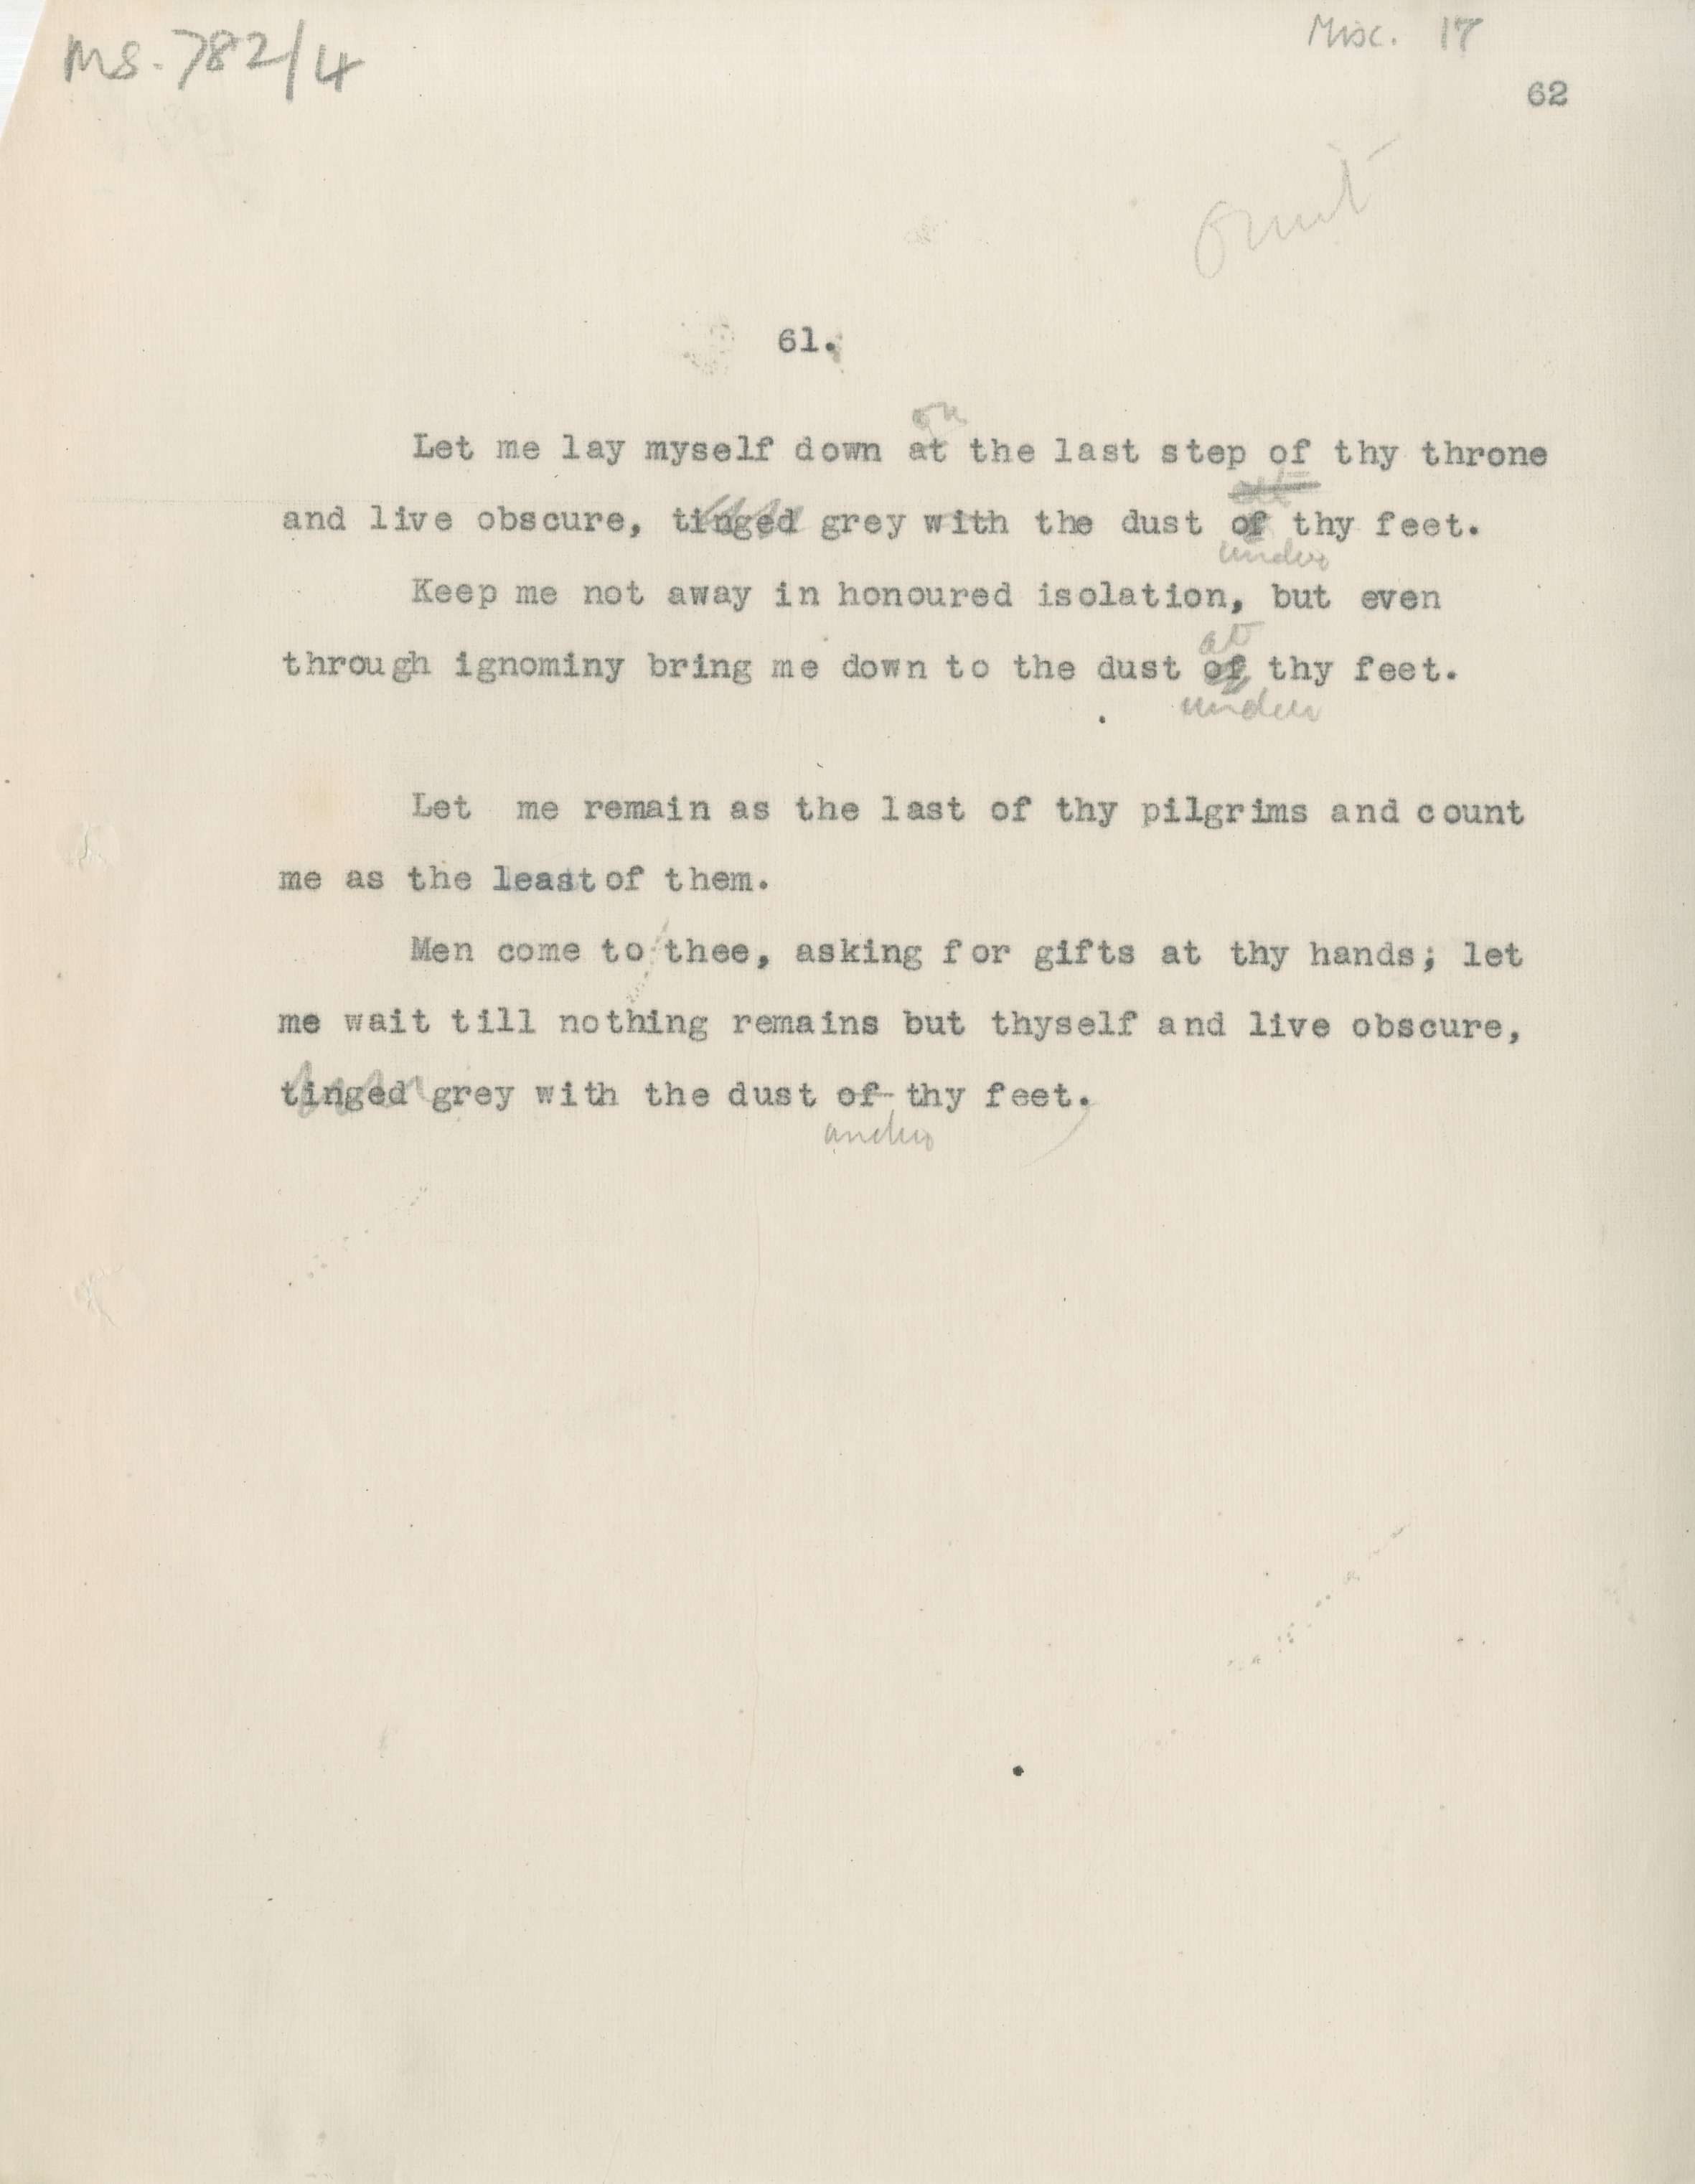 Ms. 782/4
Misc. 17
62
omit
61.
on
Let me lay myself down at the last step of thy throne
and live obscure, tinged grey with the dust of thy feet.
under
Keep me not away in honoured isolation, but even
at
through ignominy bring me down to the dust of thy feet.
under
Let me remain as the last of thy pilgrims and count
me as the least of them.
Men come to thee, asking for gifts at thy hands; let
me wait till nothing remains but thyself and live obscure,
tinged grey with the dust of thy feet.
under